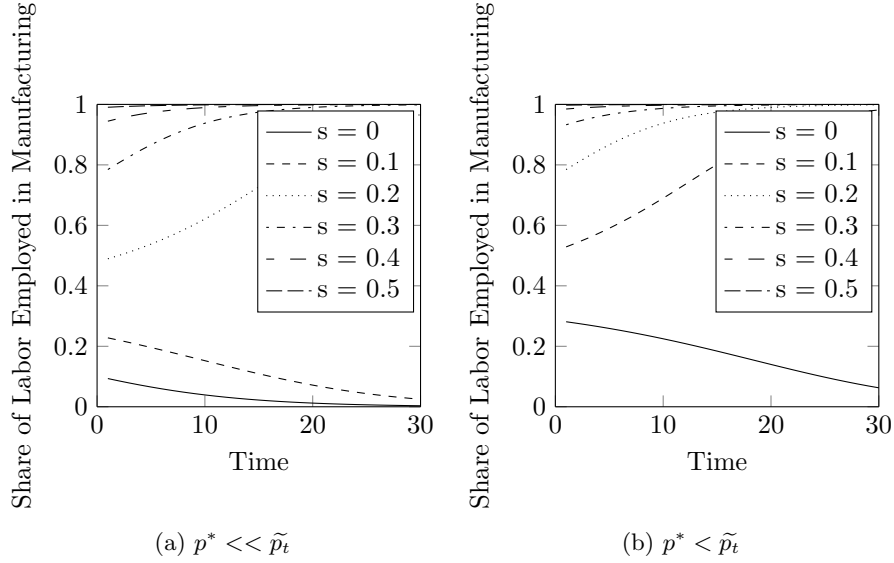 Share of Labor Employed in Manufacturing
1
0.8
0.6
0.4
0.2
0
0
10
20
30
Time
s = 0
s = 0.1
s = 0.2
s = 0.3
s = 0.4
s = 0.5
(a) p* << p̃t
Share of Labor Employed in Manufacturing
1
0.8
0.6
0.4
0.2
0
0
10
20
30
Time
s = 0
s = 0.1
s = 0.2
s = 0.3
s = 0.4
s = 0.5
(b) p* < p̃t